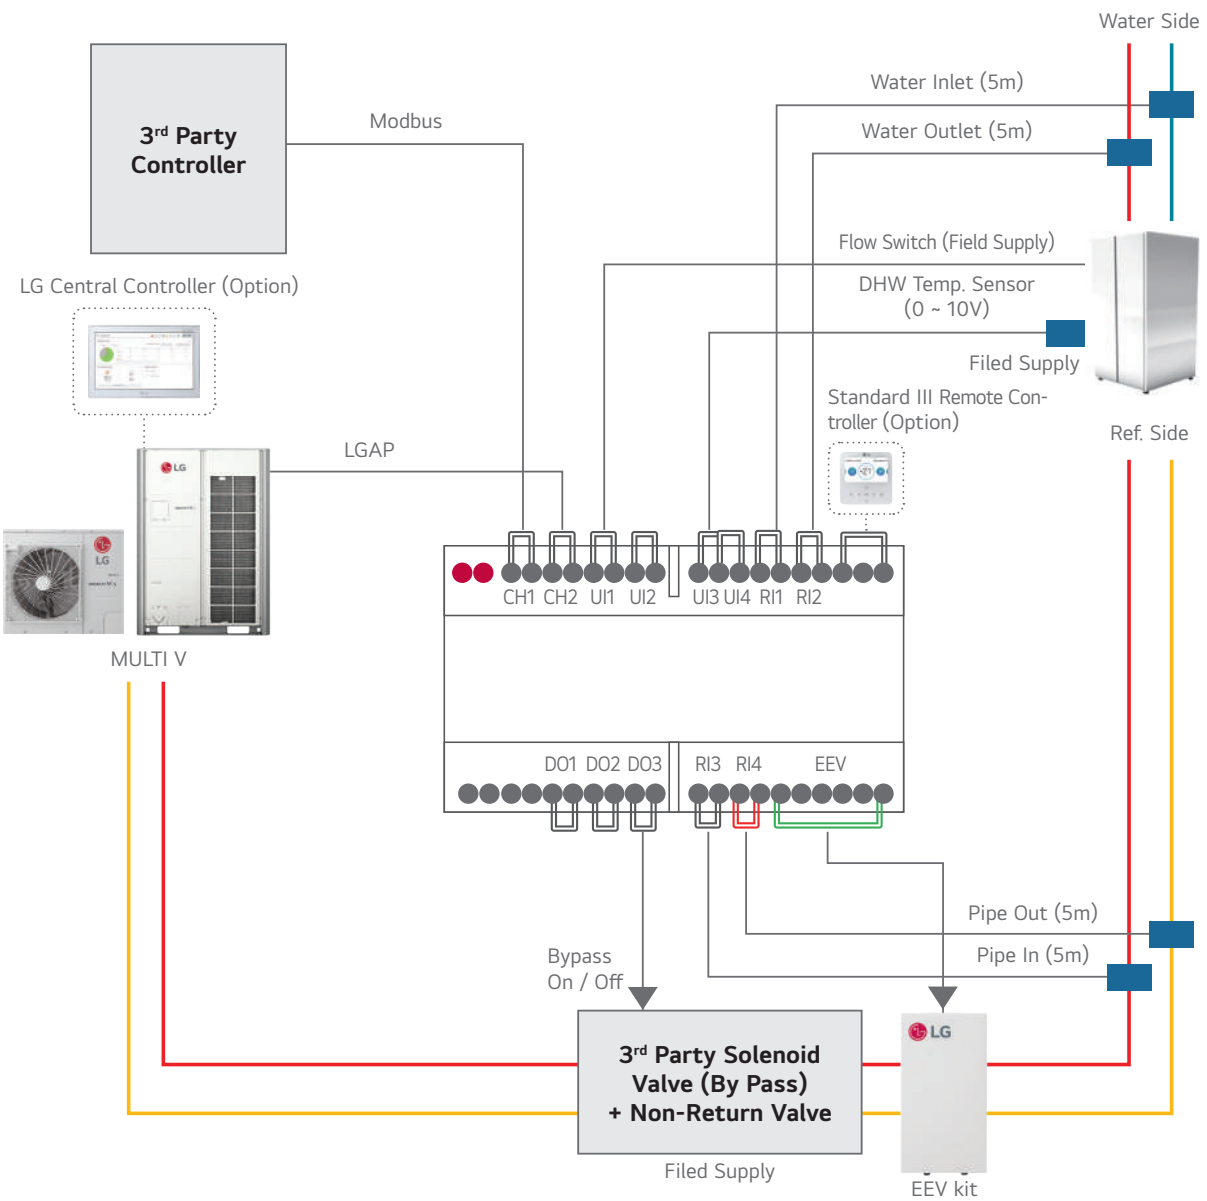 Water Side
Water Inlet (5m)
Modbus
Water Outlet (5m)
3rd Party
Controller
Flow Switch (Field Supply)
LG Central Controller (Option)
DHW Temp. Sensor
(0 ~ 10V)
Filed Supply
Standard III Remote Con-
troller (Option)
Ref. Side
LGAP
LG
LG
CH1 CH2 UI1 UI2 UI3 UI4 RI1 RI2
MULTI V
DO1 DO2 DO3 RI3 RI4 EEV
Pipe Out (5m)
Pipe In (5m)
Bypass
On / Off
LG
3rd Party Solenoid
Valve (By Pass)
+ Non-Return Valve
Filed Supply
EEV kit